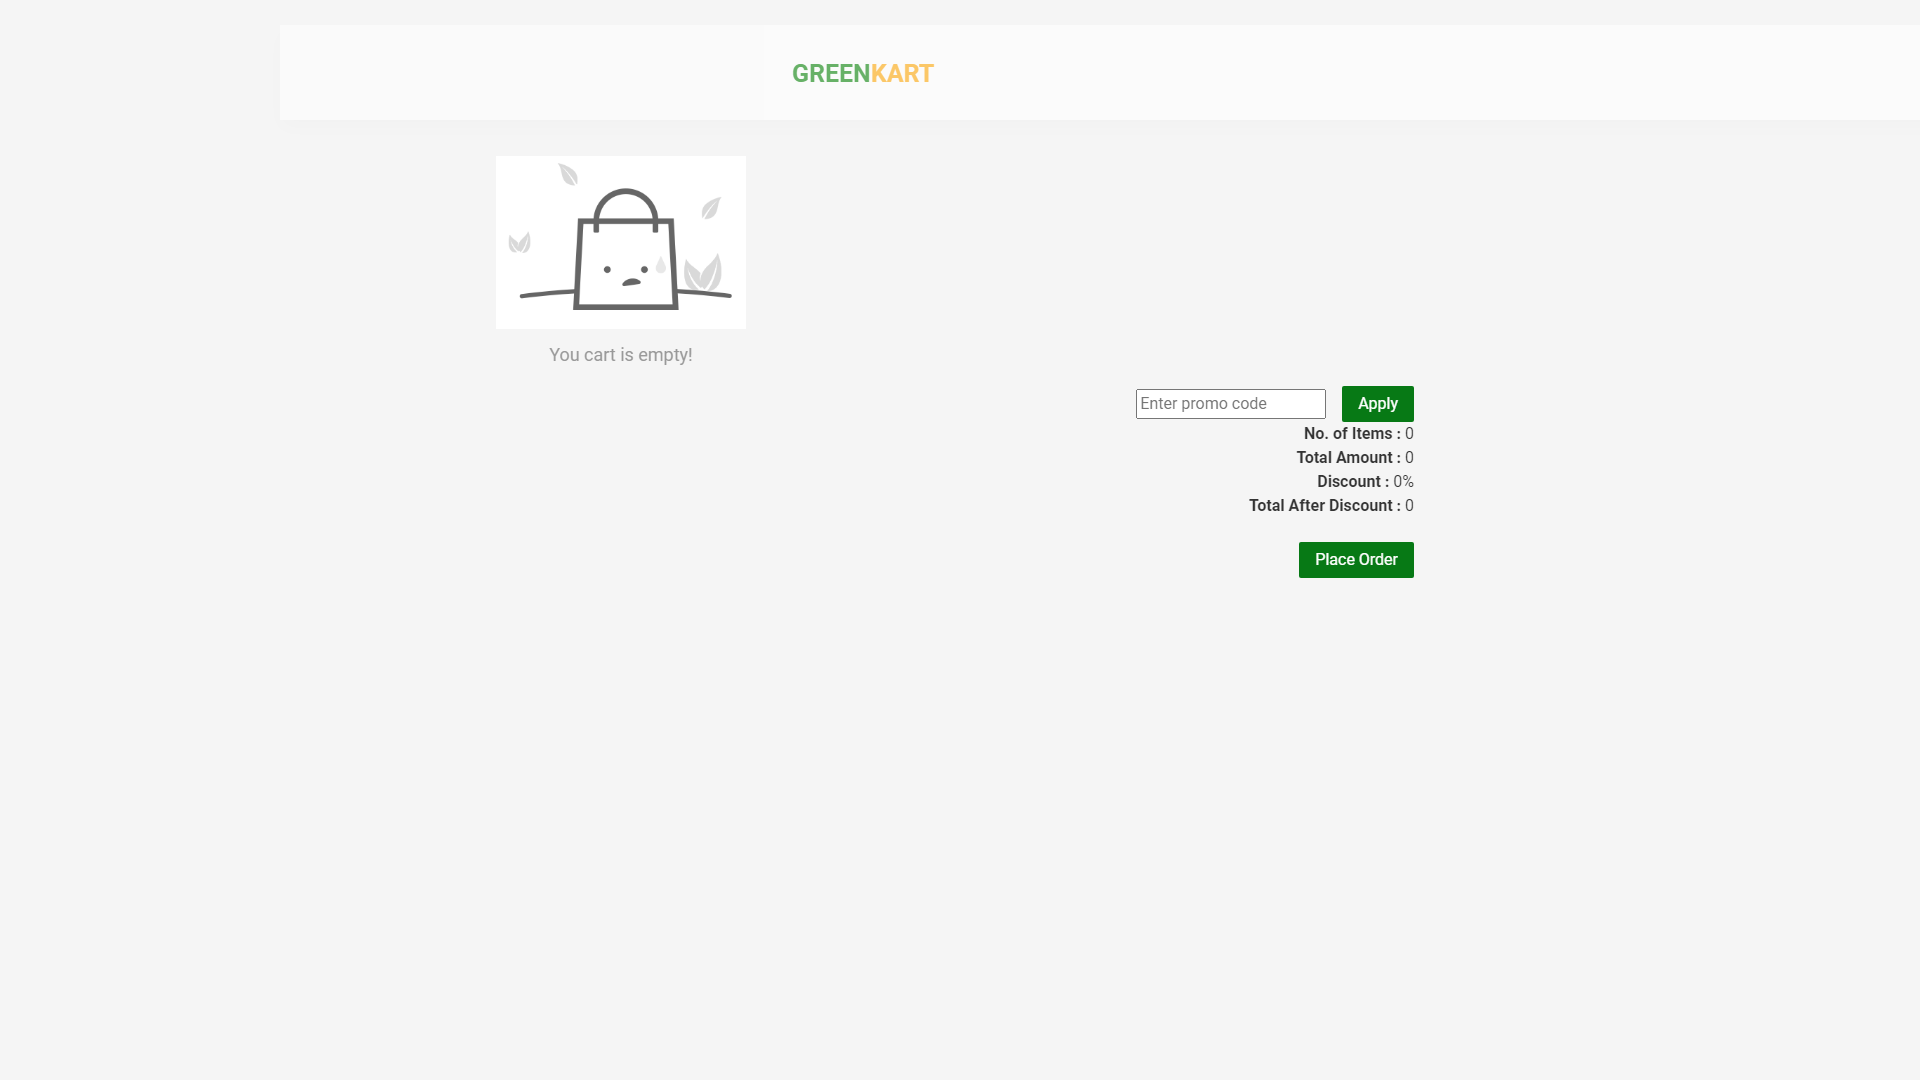 GREENKART
You cart is empty!
Enter promo code Apply
No. of Items : 0
Total Amount : 0
Discount : 0%
Total After Discount : 0
Place Order